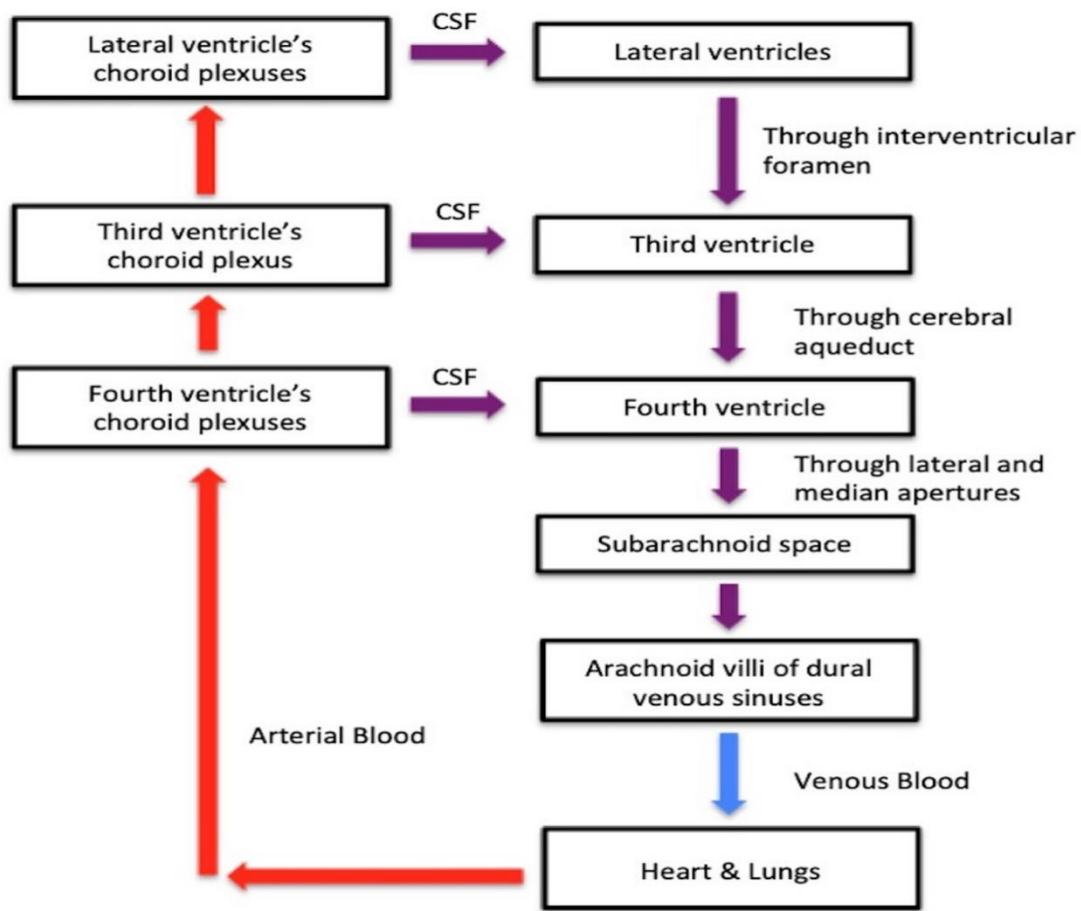 CSF
Lateral ventricle's
choroid plexuses
Lateral ventricles
Through interventricular
foramen
CSF
Third ventricle's
choroid plexus
Third ventricle
Through cerebral
aqueduct
CSF
Fourth ventricle's
choroid plexuses
Fourth ventricle
Through lateral and
median apertures
Subarachnoid space
Arachnoid villi of dural
venous sinuses
Arterial Blood
Venous Blood
Heart & Lungs